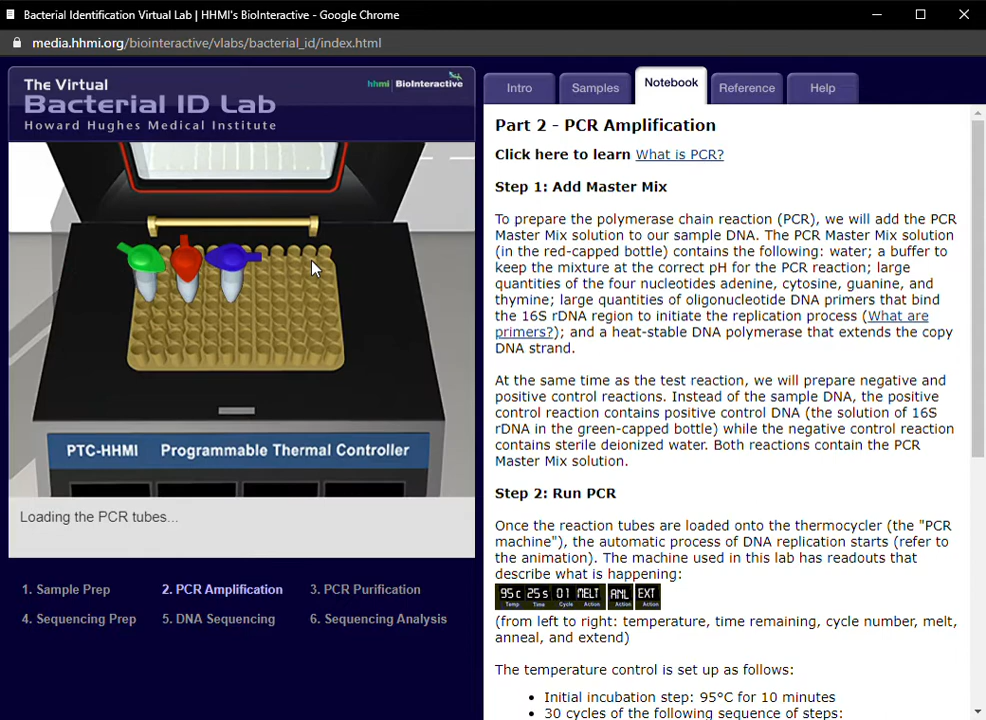 Bacterial Identification Virtual Lab | HHMI's BioInteractive - Google Chrome
media.hhmi.org/biointeractive/vlabs/bacterial_id/index.html
The Virtual
Bacterial ID Lab
Howard Hughes Medical Institute
hhmi | BioInteractive
Intro
Samples
Notebook
Reference
Help
PTC-HHMI Programmable Thermal Controller
Loading the PCR tubes...
1. Sample Prep
2. PCR Amplification
3. PCR Purification
4. Sequencing Prep
5. DNA Sequencing
6. Sequencing Analysis
Part 2 - PCR Amplification
Click here to learn What is PCR?
Step 1: Add Master Mix
To prepare the polymerase chain reaction (PCR), we will add the PCR
Master Mix solution to our sample DNA. The PCR Master Mix solution
(in the red-capped bottle) contains the following: water; a buffer to
keep the mixture at the correct pH for the PCR reaction; large
quantities of the four nucleotides adenine, cytosine, guanine, and
thymine; large quantities of oligonucleotide DNA primers that bind
the 16S rDNA region to initiate the replication process (What are
primers?); and a heat-stable DNA polymerase that extends the copy
DNA strand.
At the same time as the test reaction, we will prepare negative and
positive control reactions. Instead of the sample DNA, the positive
control reaction contains positive control DNA (the solution of 16S
rDNA in the green-capped bottle) while the negative control reaction
contains sterile deionized water. Both reactions contain the PCR
Master Mix solution.
Step 2: Run PCR
Once the reaction tubes are loaded onto the thermocycler (the "PCR
machine"), the automatic process of DNA replication starts (refer to
the animation). The machine used in this lab has readouts that
describe what is happening:
95c 25s 01 MELT ANL EXT
Temp Time Cycle Action Action Action
(from left to right: temperature, time remaining, cycle number, melt,
anneal, and extend)
The temperature control is set up as follows:
• Initial incubation step: 95°C for 10 minutes
• 30 cycles of the following sequence of steps: